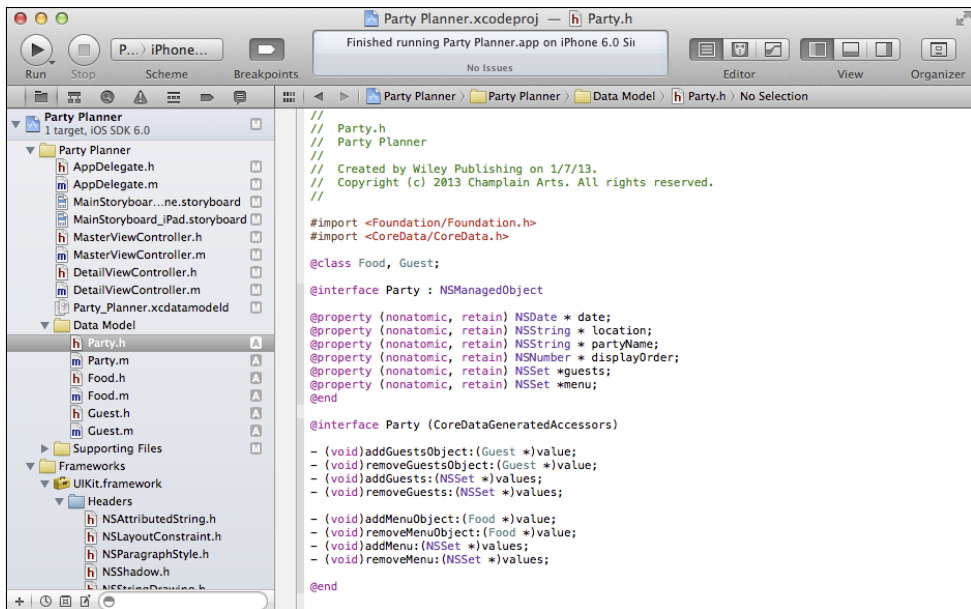 Party Planner.xcodeproj — h Party.h
P...) iPhone...
Finished running Party Planner.app on iPhone 6.0 Si
No Issues
Run Stop Scheme Breakpoints Editor View Organizer
Party Planner
1 target, iOS SDK 6.0
M
Party Planner
h AppDelegate.h M
m AppDelegate.m M
MainStoryboar...ne.storyboard M
MainStoryboard_iPad.storyboard M
h MasterViewController.h M
m MasterViewController.m M
h DetailViewController.h M
m DetailViewController.m M
Party_Planner.xcdatamodeld M
Data Model
h Party.h A
m Party.m A
h Food.h A
m Food.m A
h Guest.h A
m Guest.m A
Supporting Files M
Frameworks
UIKit.framework
Headers
h NSAttributedString.h
h NSLayoutConstraint.h
h NSParagraphStyle.h
h NSShadow.h
h NSStringDrawing.h
Party Planner 〉 Party Planner 〉 Data Model 〉 h Party.h 〉 No Selection
//
//  Party.h
//  Party Planner
//
//  Created by Wiley Publishing on 1/7/13.
//  Copyright (c) 2013 Champlain Arts. All rights reserved.
//
#import <Foundation/Foundation.h>
#import <CoreData/CoreData.h>
@class Food, Guest;
@interface Party : NSManagedObject
@property (nonatomic, retain) NSDate * date;
@property (nonatomic, retain) NSString * location;
@property (nonatomic, retain) NSString * partyName;
@property (nonatomic, retain) NSNumber * displayOrder;
@property (nonatomic, retain) NSSet *guests;
@property (nonatomic, retain) NSSet *menu;
@end
@interface Party (CoreDataGeneratedAccessors)
- (void)addGuestsObject:(Guest *)value;
- (void)removeGuestsObject:(Guest *)value;
- (void)addGuests:(NSSet *)values;
- (void)removeGuests:(NSSet *)values;
- (void)addMenuObject:(Food *)value;
- (void)removeMenuObject:(Food *)value;
- (void)addMenu:(NSSet *)values;
- (void)removeMenu:(NSSet *)values;
@end